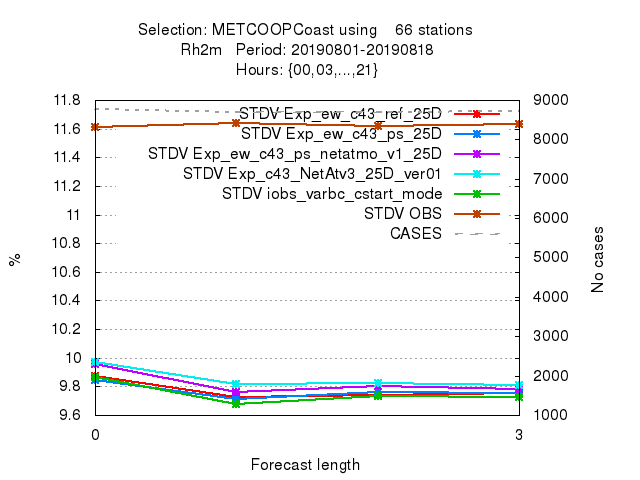 Selection: METCOOPCoast using    66 stations
Rh2m   Period: 20190801-20190818
Hours: {00,03,...,21}
11.8
11.6
11.4
11.2
11
10.8
10.6
10.4
10.2
10
9.8
9.6
%
STDV Exp_ew_c43_ref_25D
STDV Exp_ew_c43_ps_25D
STDV Exp_ew_c43_ps_netatmo_v1_25D
STDV Exp_c43_NetAtv3_25D_ver01
STDV iobs_varbc_cstart_mode
STDV OBS
CASES
9000
8000
7000
6000
5000
4000
3000
2000
1000
No cases
0
3
Forecast length